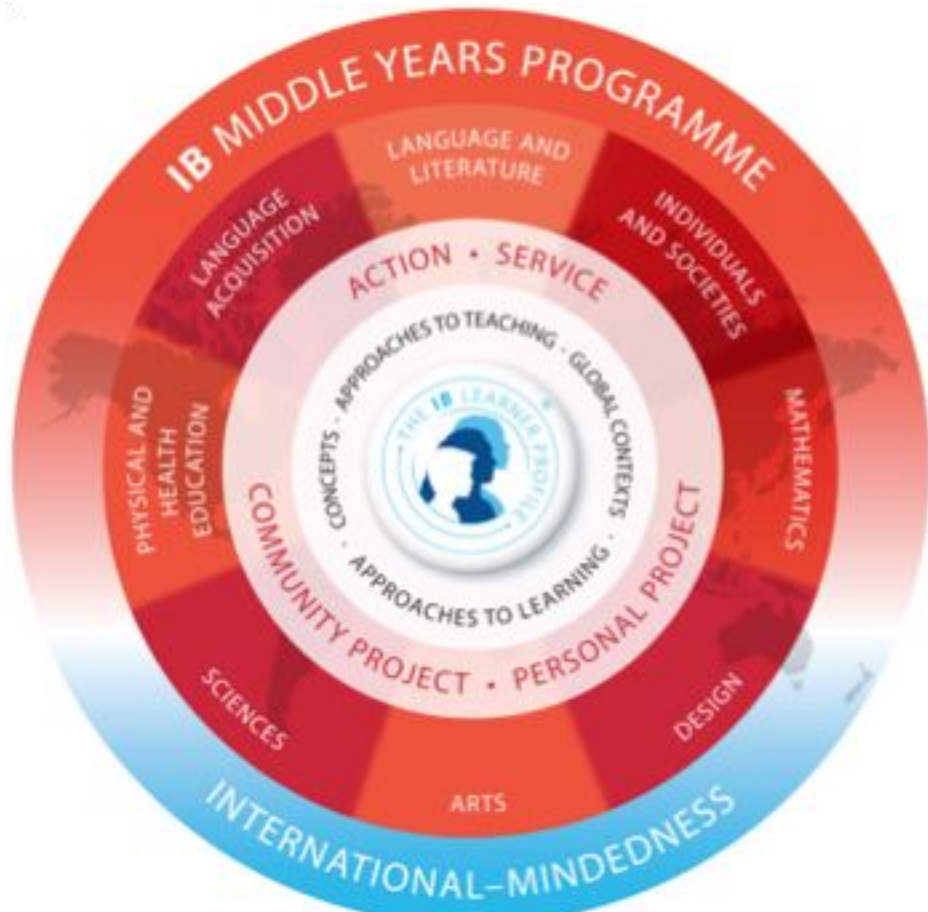 IB MIDDLE YEARS PROGRAMME
LANGUAGE AND
LITERATURE
INDIVIDUALS
AND SOCIETIES
MATHEMATICS
DESIGN
ARTS
SCIENCES
PHYSICAL AND
HEALTH
EDUCATION
LANGUAGE
ACQUISITION
ACTION • SERVICE
PERSONAL PROJECT •
COMMUNITY PROJECT
APPROACHES TO TEACHING ·
GLOBAL CONTEXTS ·
APPROACHES TO LEARNING ·
CONCEPTS ·
THE IB LEARNER PROFILE
®
INTERNATIONAL–MINDEDNESS